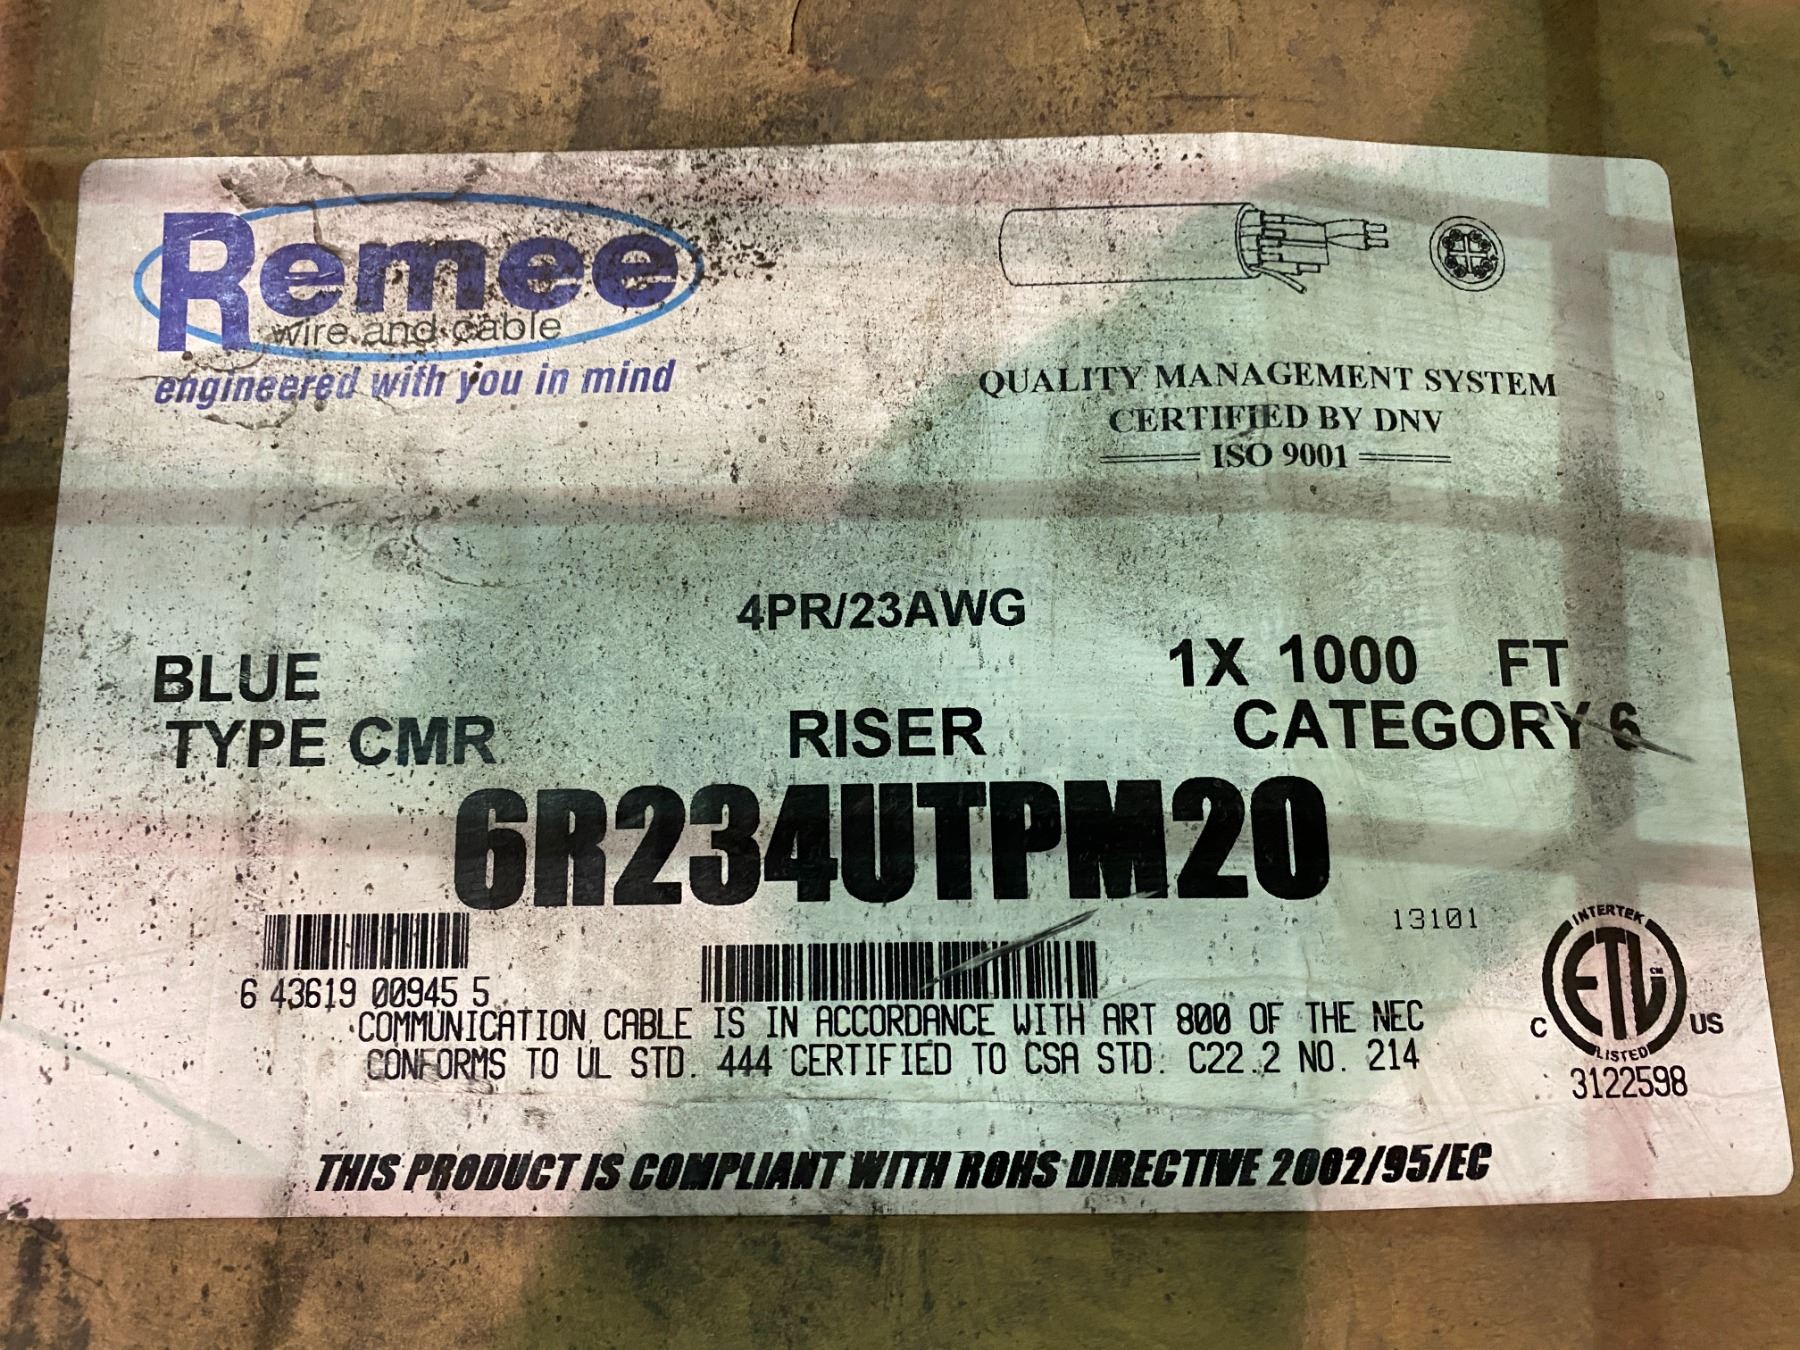 Remee
wire and cable
engineered with you in mind
QUALITY MANAGEMENT SYSTEM
CERTIFIED BY DNV
ISO 9001
4PR/23AWG
BLUE
1X 1000 FT
TYPE CMR
RISER
CATEGORY 6
6R234UTPM20
13101
6 43619 00945 5
COMMUNICATION CABLE IS IN ACCORDANCE WITH ART 800 OF THE NEC
CONFORMS TO UL STD. 444 CERTIFIED TO CSA STD. C22.2 NO. 214
INTERTEK
ETL CM
C US
LISTED
3122598
THIS PRODUCT IS COMPLIANT WITH ROHS DIRECTIVE 2002/95/EC